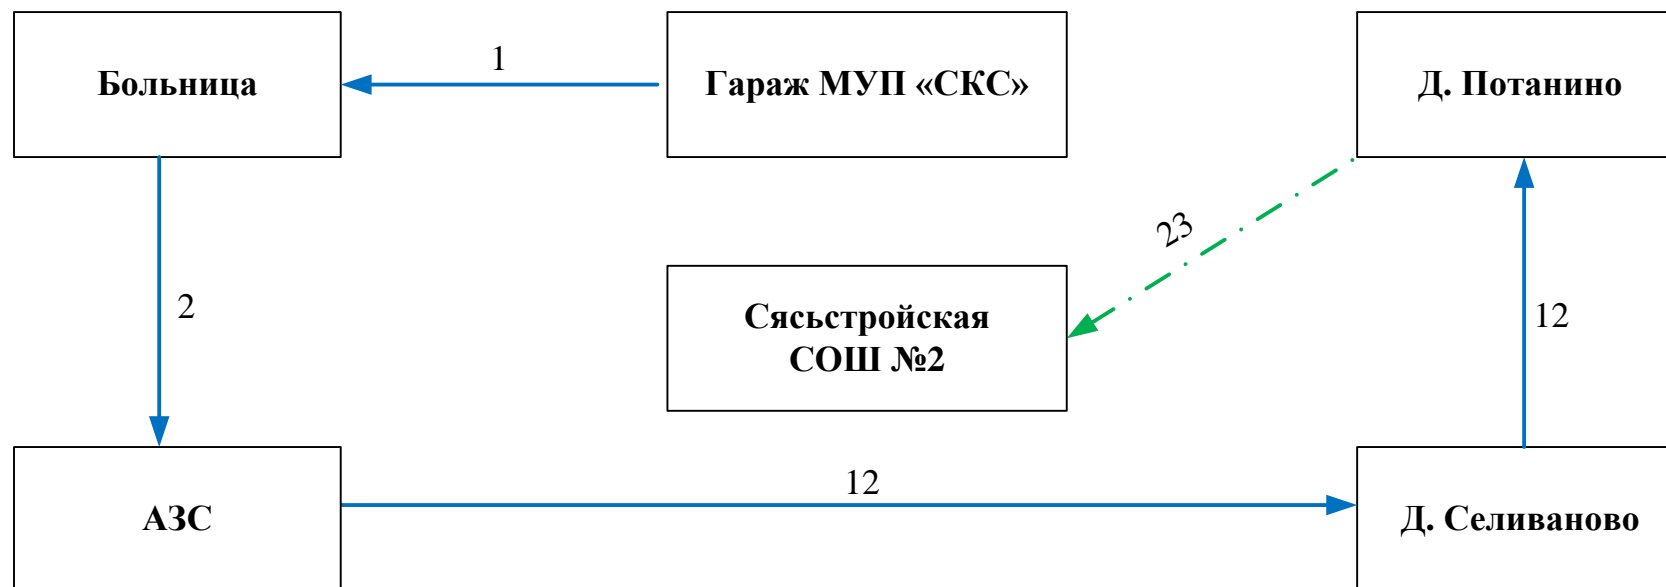 Больница
1
Гараж МУП «СКС»
Д. Потанино
23
2
Сясьстройская
СОШ №2
12
АЗС
12
Д. Селиваново